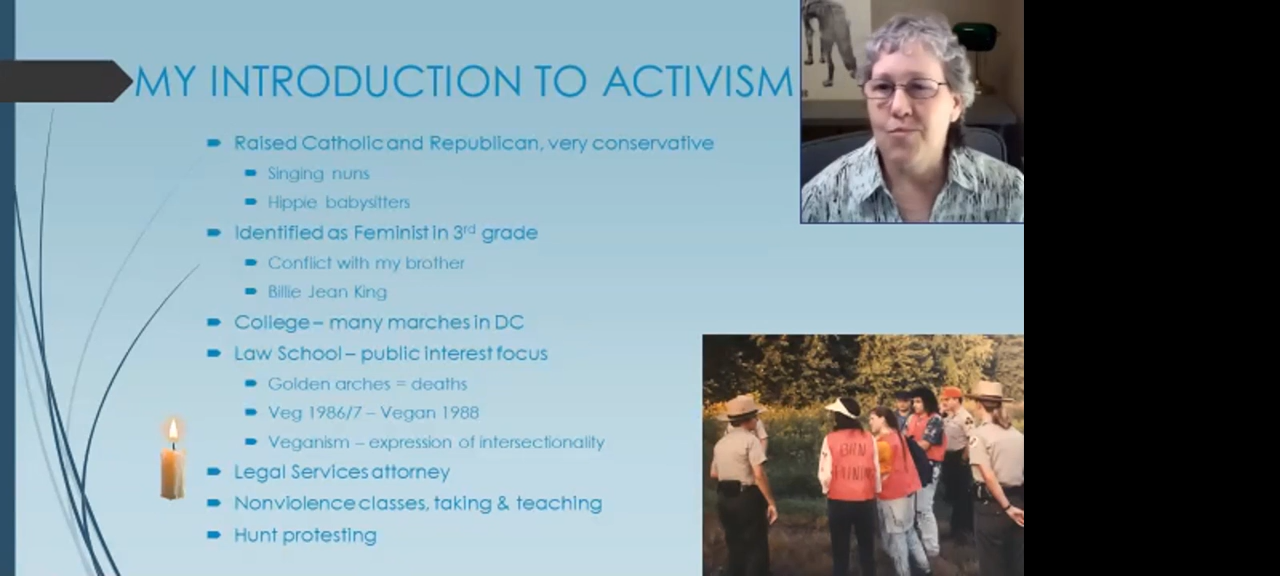 MY INTRODUCTION TO ACTIVISM
Raised Catholic and Republican, very conservative
Singing nuns
Hippie babysitters
Identified as Feminist in 3rd grade
Conflict with my brother
Billie Jean King
College – many marches in DC
Law School – public interest focus
Golden arches = deaths
Veg 1986/7 – Vegan 1988
Veganism – expression of intersectionality
Legal Services attorney
Nonviolence classes, taking & teaching
Hunt protesting